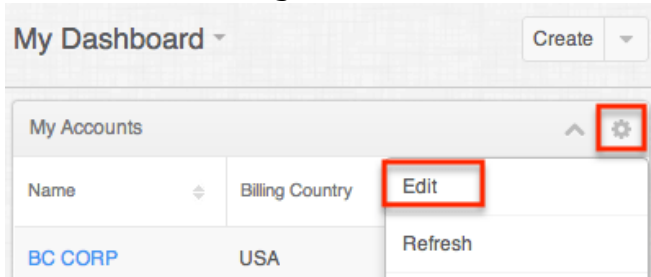 My Dashboard Create
My Accounts
Name Billing Country Edit
BC CORP USA Refresh